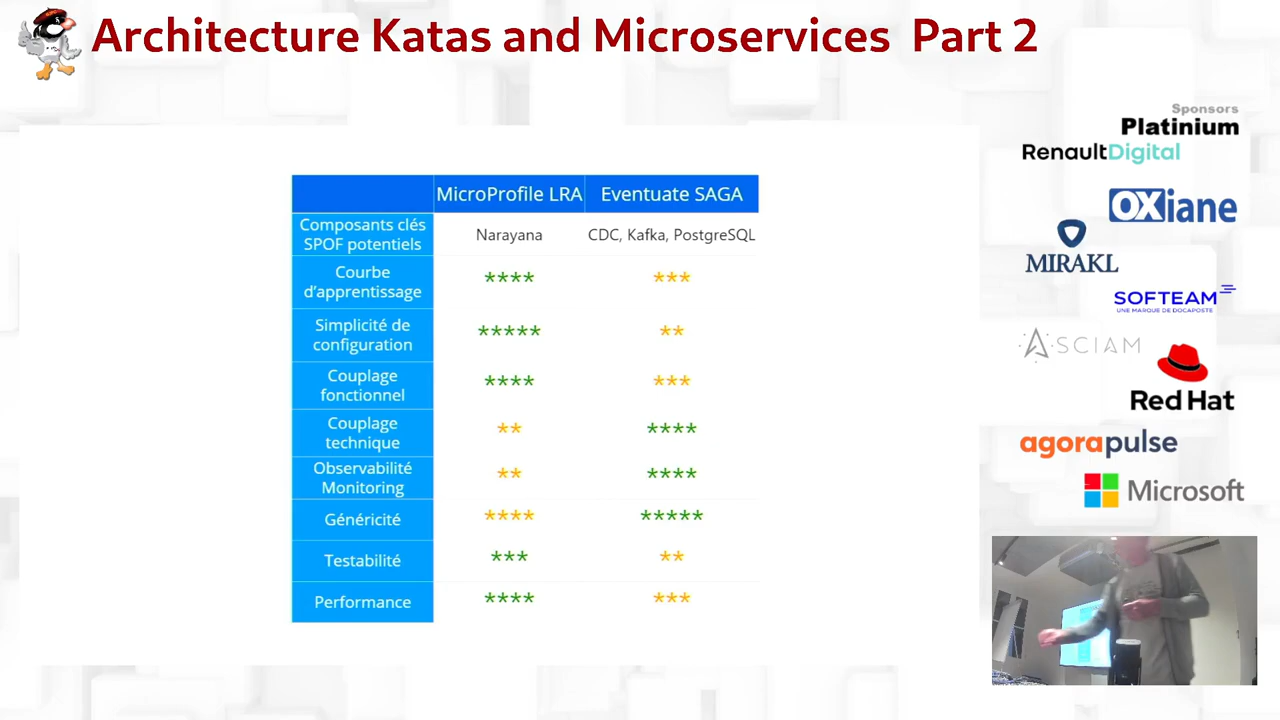 Architecture Katas and Microservices Part 2
Sponsors
Platinium
RenaultDigital
OXiane
MIRAKL
SOFTEAM
UNE MARQUE DE DOCAPOSTE
ASCIAM
Red Hat
agorapulse
Microsoft
MicroProfile LRA Eventuate SAGA
Composants clés
SPOF potentiels
Narayana CDC, Kafka, PostgreSQL
Courbe
d'apprentissage
**** ***
Simplicité de
configuration
***** **
Couplage
fonctionnel
**** ***
Couplage
technique
** ****
Observabilité
Monitoring
** ****
Généricité **** *****
Testabilité *** **
Performance **** ***